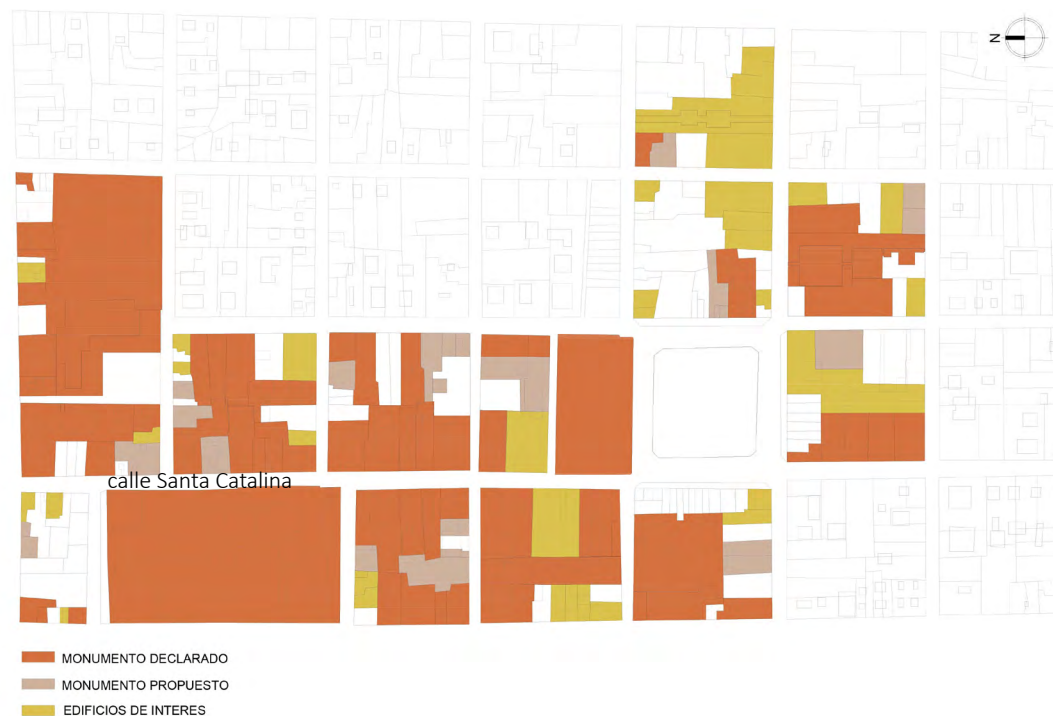 N
calle Santa Catalina
MONUMENTO DECLARADO
MONUMENTO PROPUESTO
EDIFICIOS DE INTERES